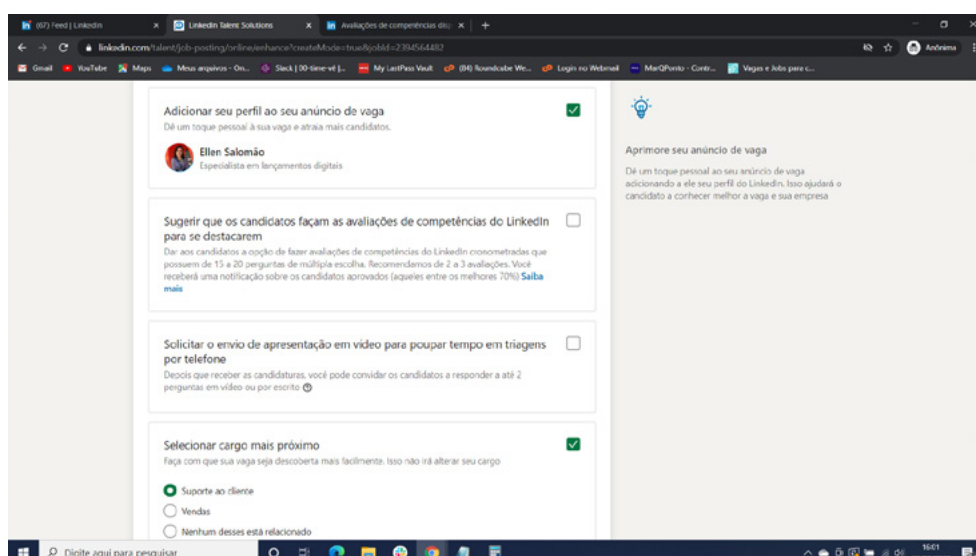 (67) Feed | LinkedIn
LinkedIn Talent Solutions
Avaliações de competências dis
linkedin.com/talent/job-posting/online/enhance?createMode=true&jobId=2394564482
Anônima
Gmail
YouTube
Maps
Meus arquivos - On...
Slack | 00-time-vé |...
My LastPass Vault
(84) Roundcube We...
Login no Webmail
MarQPonto - Contr...
Vagas e Jobs para c...
Adicionar seu perfil ao seu anúncio de vaga
Dê um toque pessoal à sua vaga e atraia mais candidatos.
Ellen Salomão
Especialista em lançamentos digitais
Sugerir que os candidatos façam as avaliações de competências do LinkedIn
para se destacarem
Dar aos candidatos a opção de fazer avaliações de competências do LinkedIn cronometradas que
possuem de 15 a 20 perguntas de múltipla escolha. Recomendamos de 2 a 3 avaliações. Você
receberá uma notificação sobre os candidatos aprovados (aqueles entre os melhores 70%) Saiba
mais
Solicitar o envio de apresentação em vídeo para poupar tempo em triagens
por telefone
Depois que receber as candidaturas, você pode convidar os candidatos a responder a até 2
perguntas em vídeo ou por escrito
Selecionar cargo mais próximo
Faça com que sua vaga seja descoberta mais facilmente. Isso não irá alterar seu cargo
Suporte ao cliente
Vendas
Nenhum desses está relacionado
Aprimore seu anúncio de vaga
Dê um toque pessoal ao seu anúncio de vaga
adicionando a ele seu perfil do LinkedIn. Isso ajudará o
candidato a conhecer melhor a vaga e sua empresa
Digite aqui para pesquisar
16:01